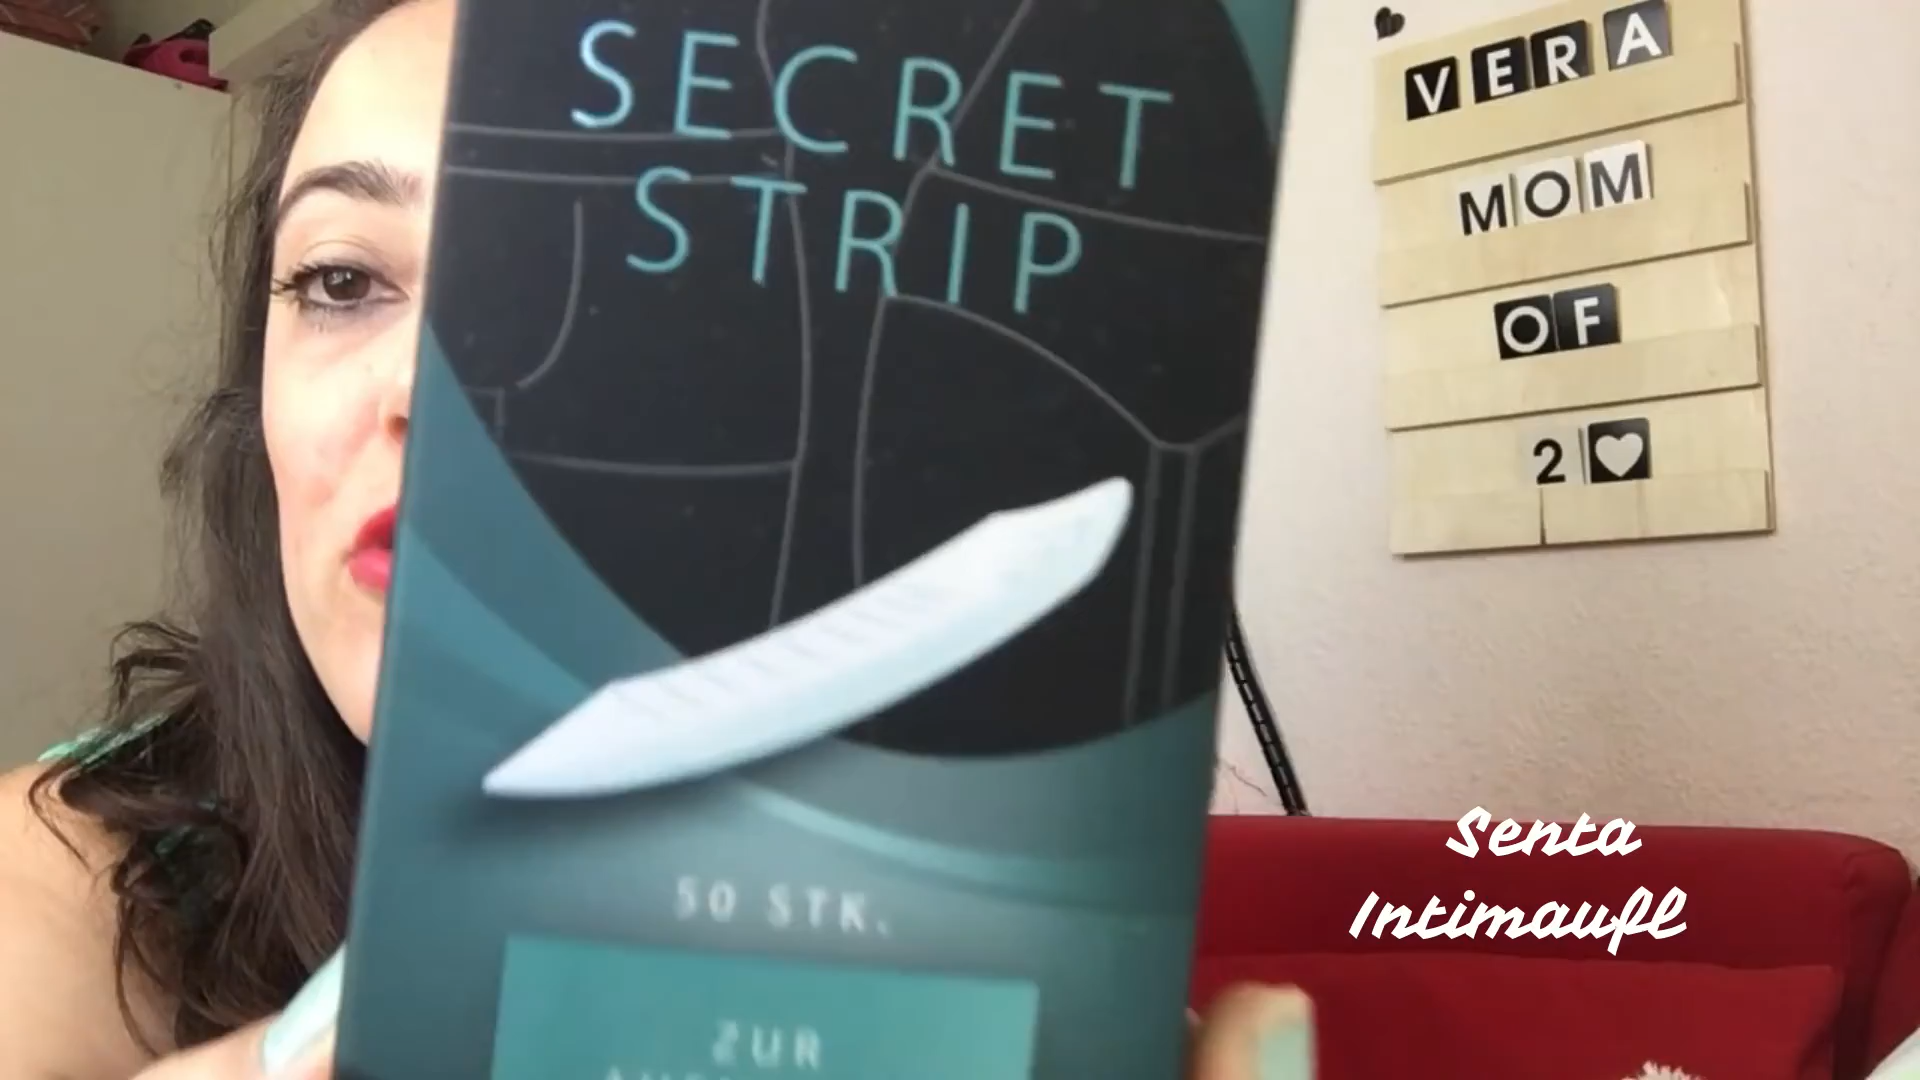 SECRET
STRIP
50 STK.
ZUR
VERA
MOM
OF
2
Senta
Intimaufl